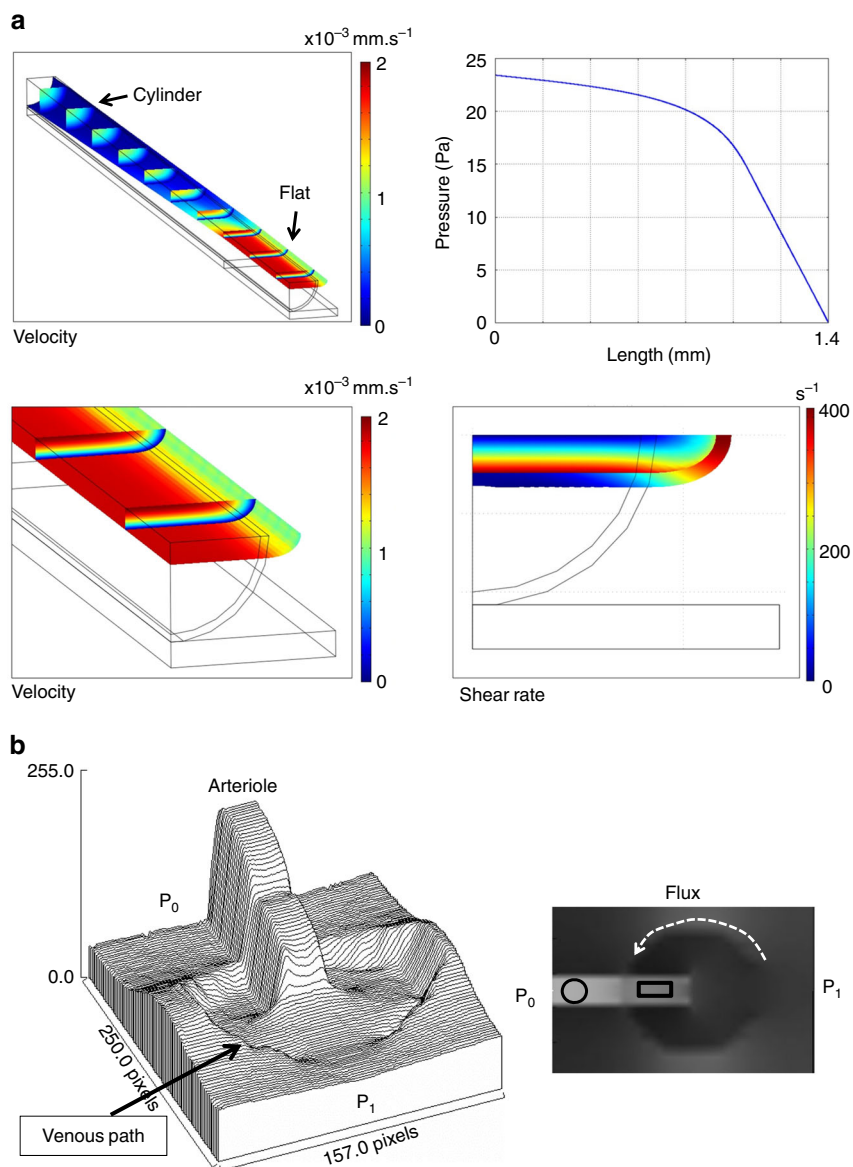 a
x10⁻³ mm.s⁻¹
2
1
0
Cylinder
Flat
Velocity
25
20
15
10
5
0
Pressure (Pa)
0
1.4
Length (mm)
x10⁻³ mm.s⁻¹
2
1
0
Velocity
s⁻¹
400
200
0
Shear rate
b
255.0
0.0
Arteriole
P₀
250.0 pixels
Venous path
P₁
157.0 pixels
Flux
P₀
P₁